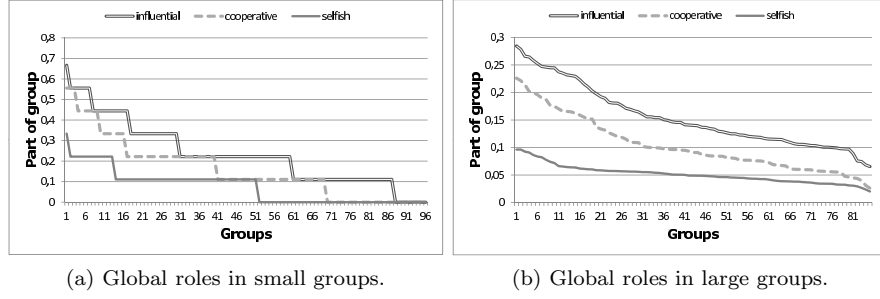 influential cooperative selfish
0,8
0,7
0,6
0,5
0,4
0,3
0,2
0,1
0
Part of group
1 6 11 16 21 26 31 36 41 46 51 56 61 66 71 76 81 86 91 96
Groups
(a) Global roles in small groups.
influential cooperative selfish
0,3
0,25
0,2
0,15
0,1
0,05
0
Part of group
1 6 11 16 21 26 31 36 41 46 51 56 61 66 71 76 81
Groups
(b) Global roles in large groups.